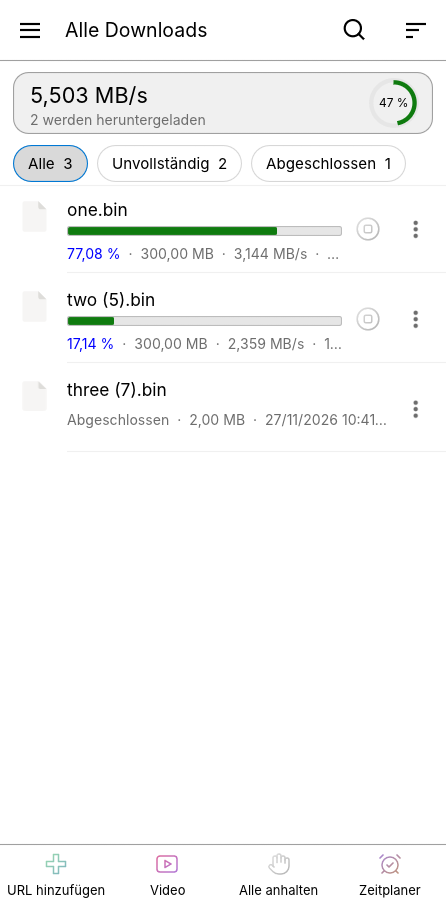 Alle Downloads
5,503 MB/s
2 werden heruntergeladen
47 %
Alle 3
Unvollständig 2
Abgeschlossen 1
one.bin
77,08 % · 300,00 MB · 3,144 MB/s · ...
two (5).bin
17,14 % · 300,00 MB · 2,359 MB/s · 1...
three (7).bin
Abgeschlossen · 2,00 MB · 27/11/2026 10:41...
URL hinzufügen
Video
Alle anhalten
Zeitplaner